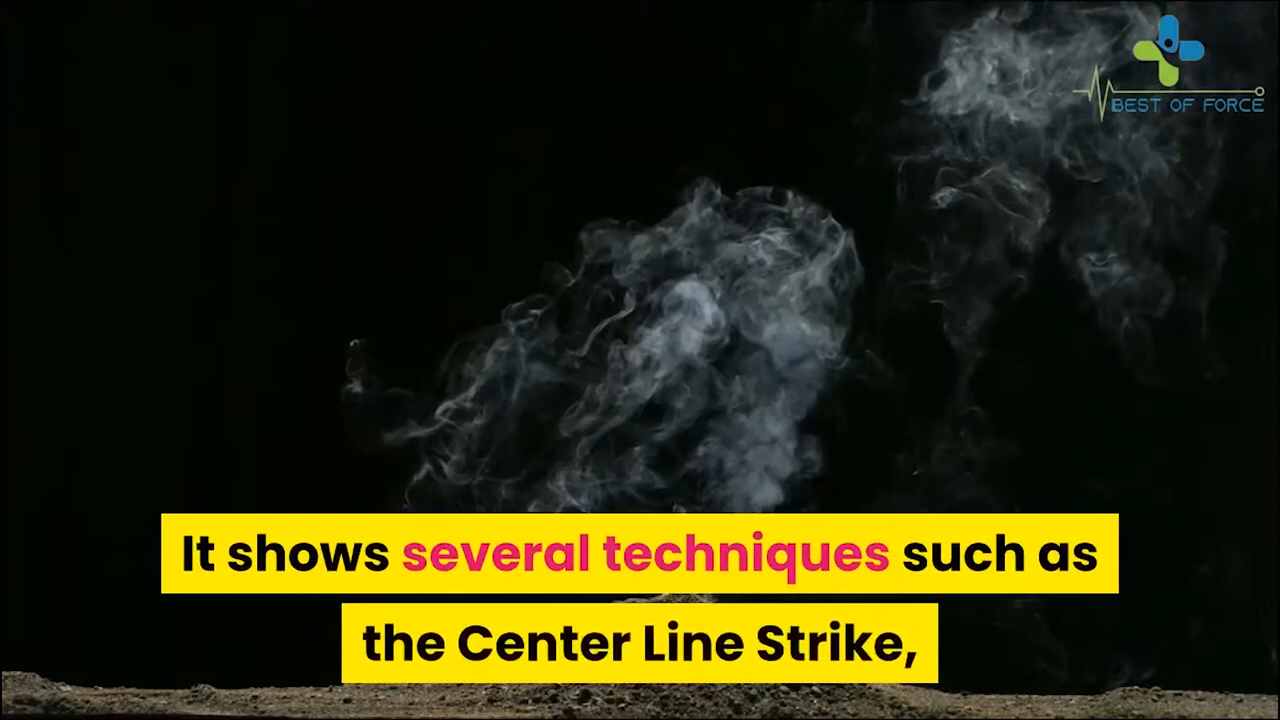 BEST OF FORCE
It shows several techniques such as
the Center Line Strike,